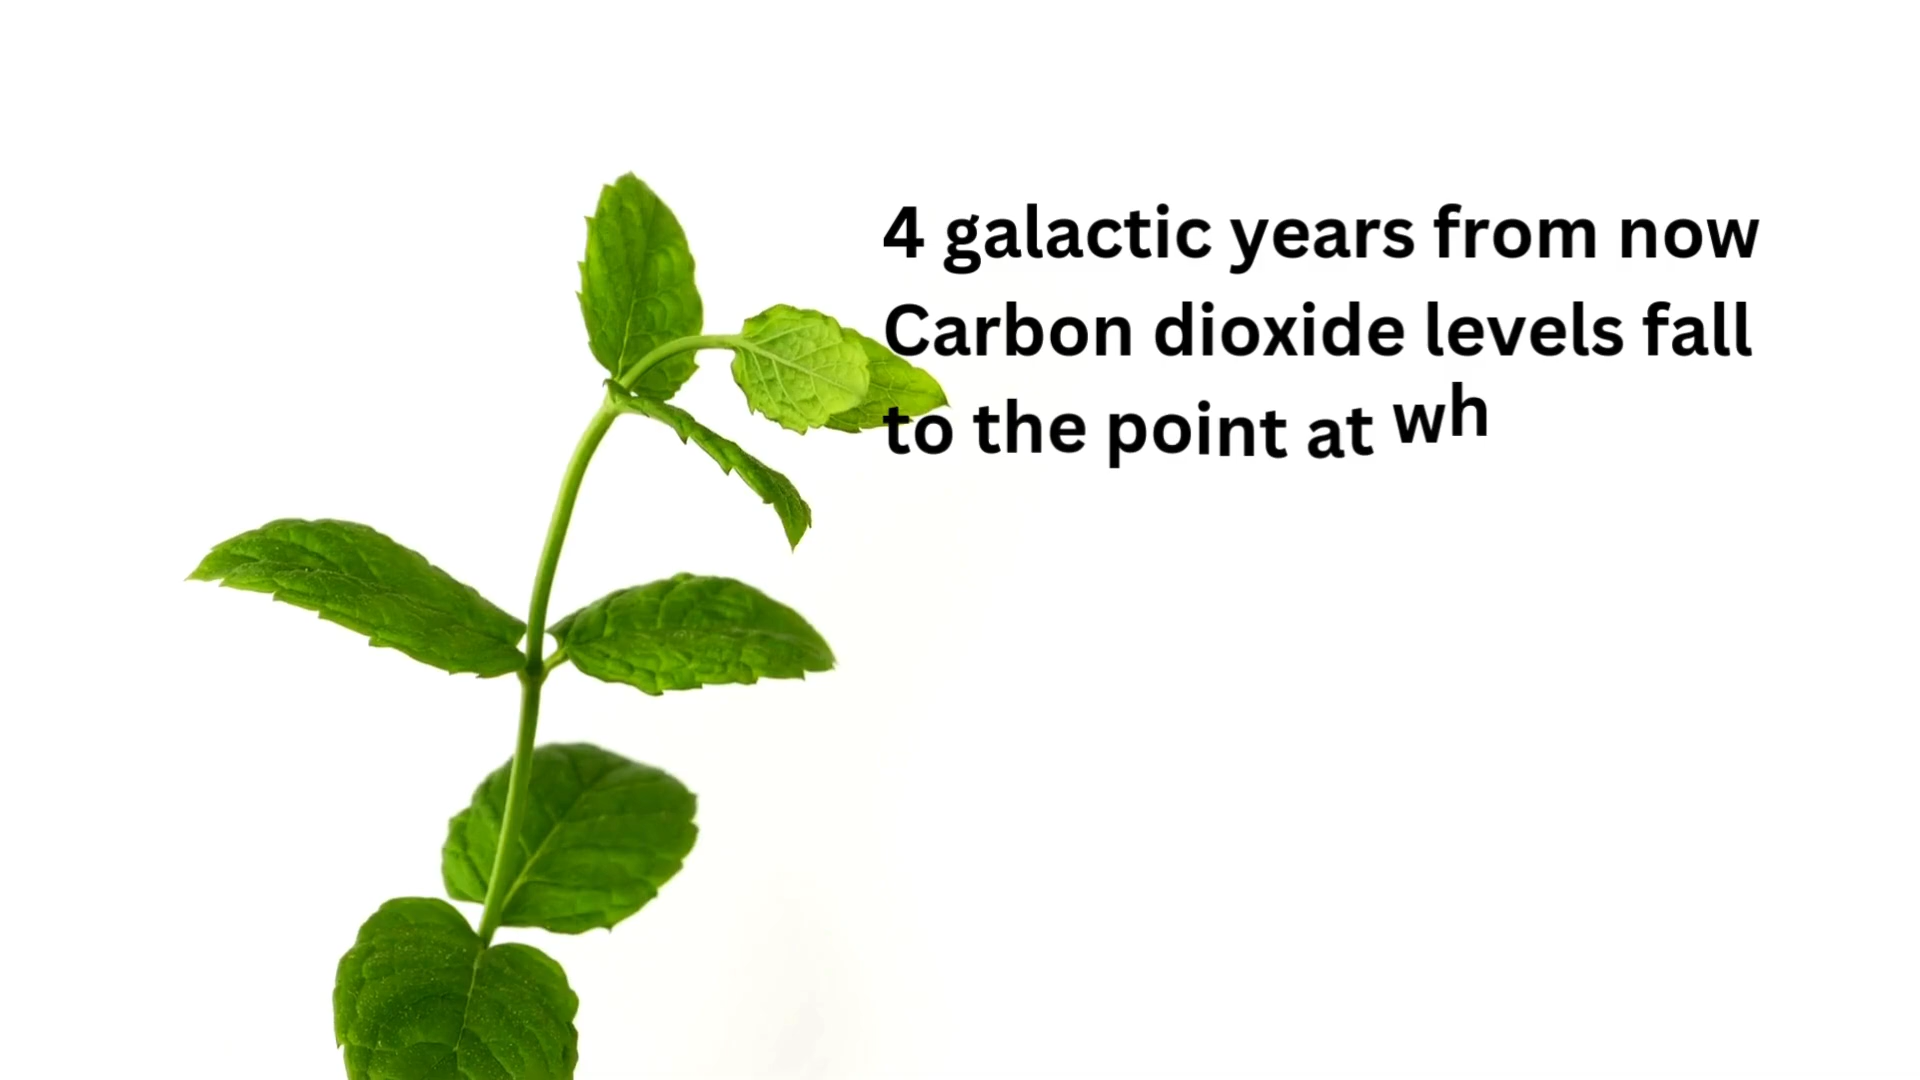 4 galactic years from now
Carbon dioxide levels fall
to the point at wh